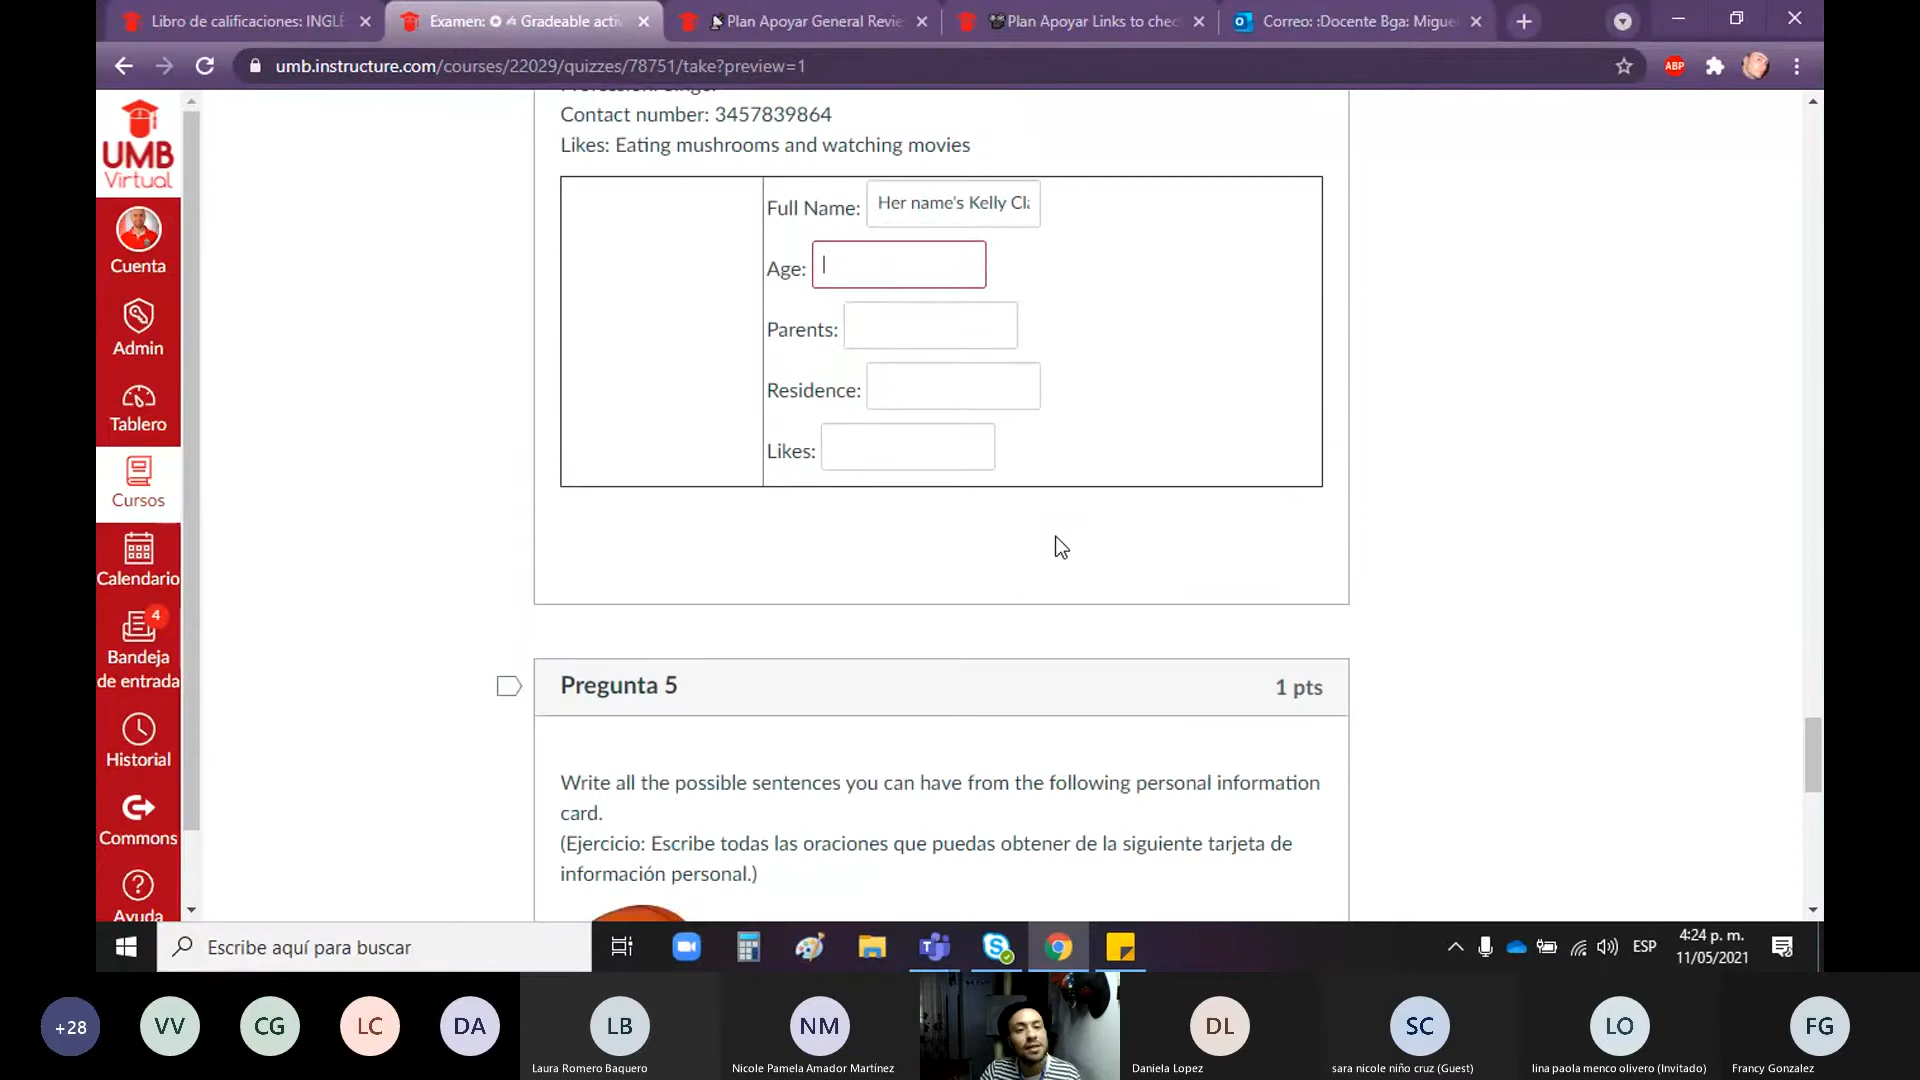 Libro de calificaciones: INGLÉ
Examen: Gradeable acti
Plan Apoyar General Revie
Plan Apoyar Links to chec
Correo: :Docente Bga: Migue
umb.instructure.com/courses/22029/quizzes/78751/take?preview=1
ABP
UMB
Virtual
Cuenta
Admin
Tablero
Cursos
Calendario
4
Bandeja
de entrada
Historial
Commons
Ayuda
Contact number: 3457839864
Likes: Eating mushrooms and watching movies
Full Name: Her name's Kelly Cla
Age:
Parents:
Residence:
Likes:
Pregunta 5
1 pts
Write all the possible sentences you can have from the following personal information
card.
(Ejercicio: Escribe todas las oraciones que puedas obtener de la siguiente tarjeta de
información personal.)
Escribe aquí para buscar
ESP
4:24 p. m.
11/05/2021
+28
VV
CG
LC
DA
LB
Laura Romero Baquero
NM
Nicole Pamela Amador Martínez
DL
Daniela Lopez
SC
sara nicole niño cruz (Guest)
LO
lina paola menco olivero (Invitado)
FG
Francy Gonzalez